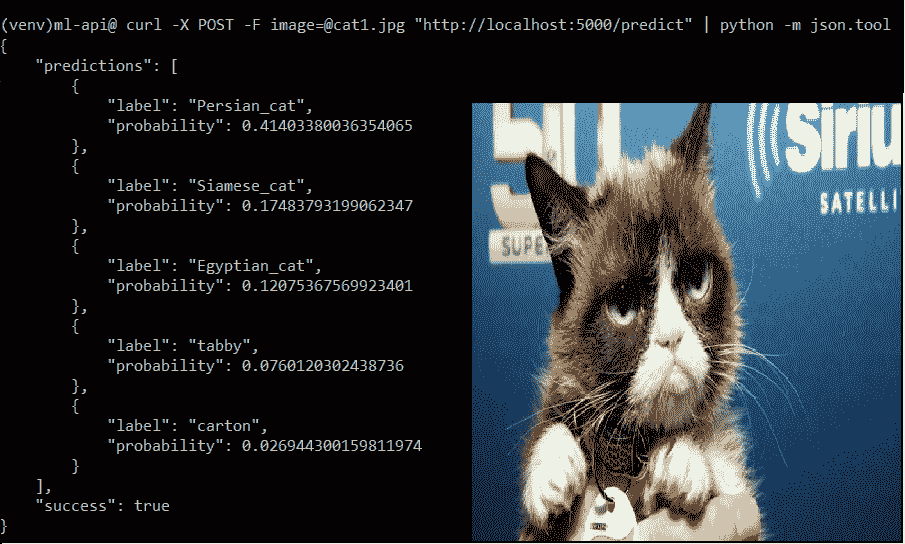 (venv)ml-api@ curl -X POST -F image=@cat1.jpg "http://localhost:5000/predict" | python -m json.tool
{
    "predictions": [
        {
            "label": "Persian_cat",
            "probability": 0.41403380036354065
        },
        {
            "label": "Siamese_cat",
            "probability": 0.17483793199062347
        },
        {
            "label": "Egyptian_cat",
            "probability": 0.12075367569923401
        },
        {
            "label": "tabby",
            "probability": 0.0760120302438736
        },
        {
            "label": "carton",
            "probability": 0.026944300159811974
        }
    ],
    "success": true
}
Siriu
SATELLI
SUPE